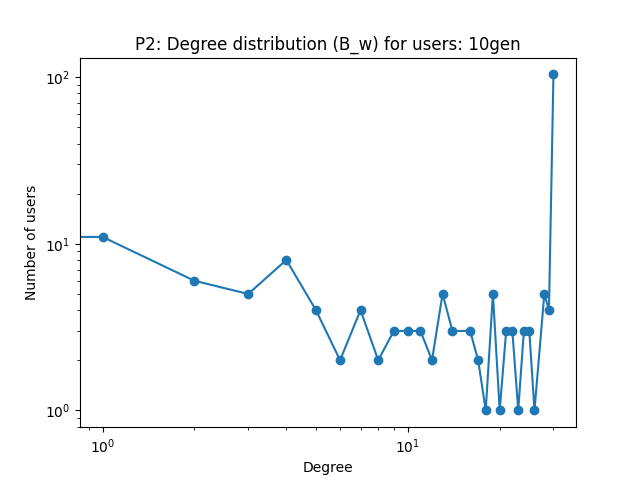 P2: Degree distribution (B_w) for users: 10gen
Number of users
10²
10¹
10⁰
10⁰ 10¹
Degree